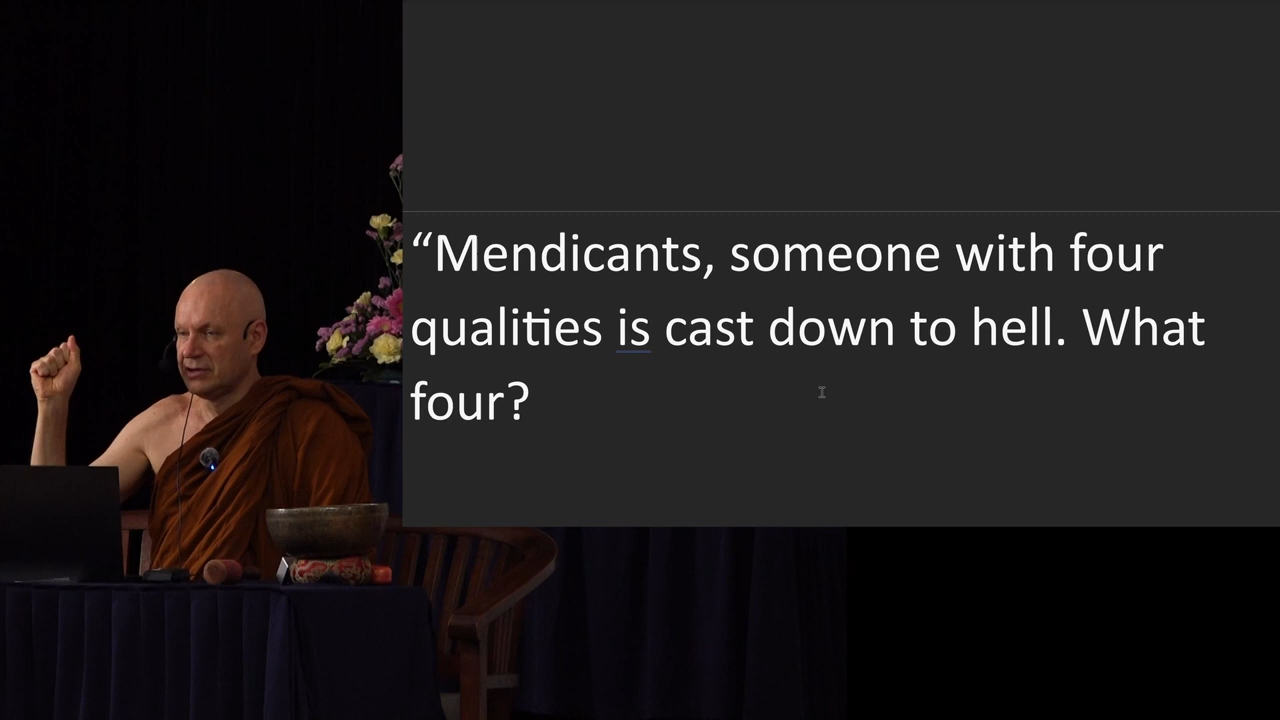 “Mendicants, someone with four
qualities is cast down to hell. What
four?